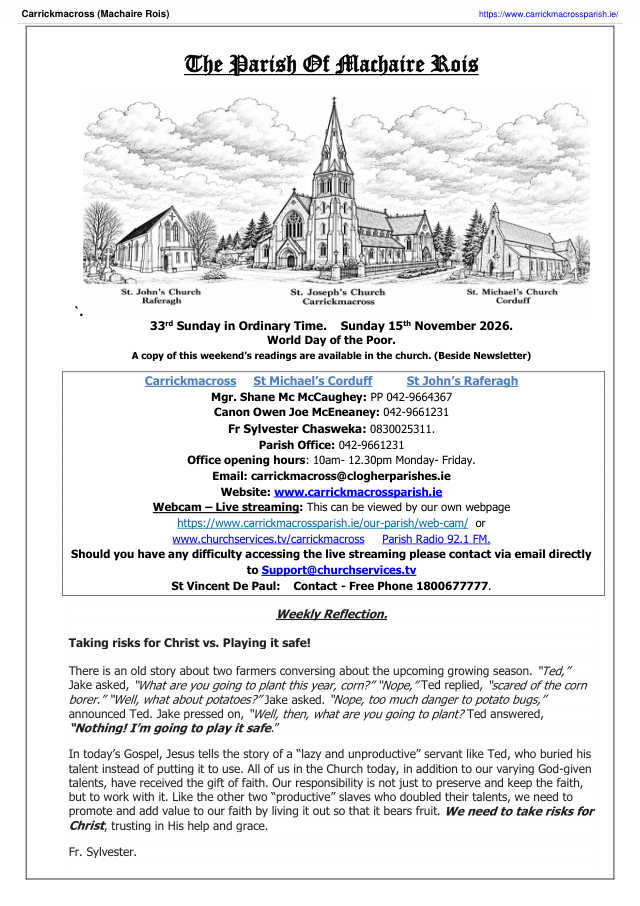 Carrickmacross (Machaire Rois) https://www.carrickmacrossparish.ie/
The Parish Of Machaire Rois
St. John's Church
Raferagh
St. Joseph's Church
Carrickmacross
St. Michael's Church
Corduff
`.
33rd Sunday in Ordinary Time. Sunday 15th November 2026.
World Day of the Poor.
A copy of this weekend's readings are available in the church. (Beside Newsletter)
Carrickmacross St Michael's Corduff St John's Raferagh
Mgr. Shane Mc McCaughey: PP 042-9664367
Canon Owen Joe McEneaney: 042-9661231
Fr Sylvester Chasweka: 0830025311.
Parish Office: 042-9661231
Office opening hours: 10am- 12.30pm Monday- Friday.
Email: carrickmacross@clogherparishes.ie
Website: www.carrickmacrossparish.ie
Webcam – Live streaming: This can be viewed by our own webpage
https://www.carrickmacrossparish.ie/our-parish/web-cam/ or
www.churchservices.tv/carrickmacross Parish Radio 92.1 FM.
Should you have any difficulty accessing the live streaming please contact via email directly
to Support@churchservices.tv
St Vincent De Paul: Contact - Free Phone 1800677777.
Weekly Reflection.
Taking risks for Christ vs. Playing it safe!
There is an old story about two farmers conversing about the upcoming growing season. "Ted,"
Jake asked, "What are you going to plant this year, corn?" "Nope," Ted replied, "scared of the corn
borer." "Well, what about potatoes?" Jake asked. "Nope, too much danger to potato bugs,"
announced Ted. Jake pressed on, "Well, then, what are you going to plant? Ted answered,
"Nothing! I'm going to play it safe."
In today's Gospel, Jesus tells the story of a "lazy and unproductive" servant like Ted, who buried his
talent instead of putting it to use. All of us in the Church today, in addition to our varying God-given
talents, have received the gift of faith. Our responsibility is not just to preserve and keep the faith,
but to work with it. Like the other two "productive" slaves who doubled their talents, we need to
promote and add value to our faith by living it out so that it bears fruit. We need to take risks for
Christ, trusting in His help and grace.
Fr. Sylvester.